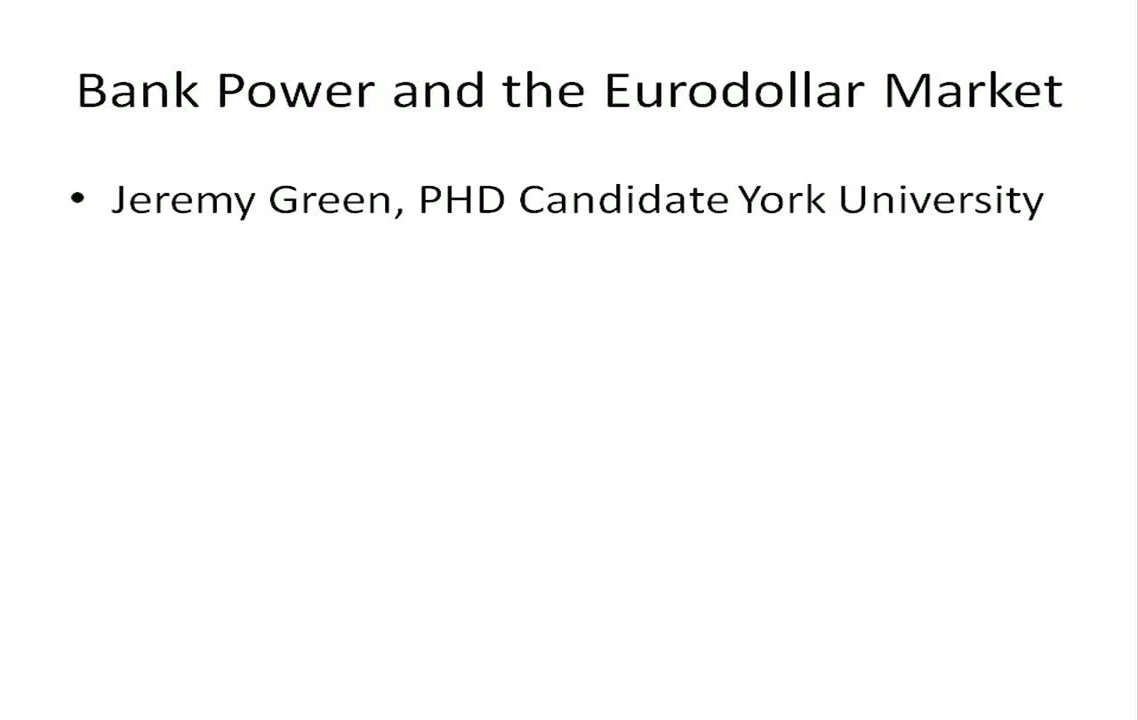 Bank Power and the Eurodollar Market
• Jeremy Green, PHD Candidate York University